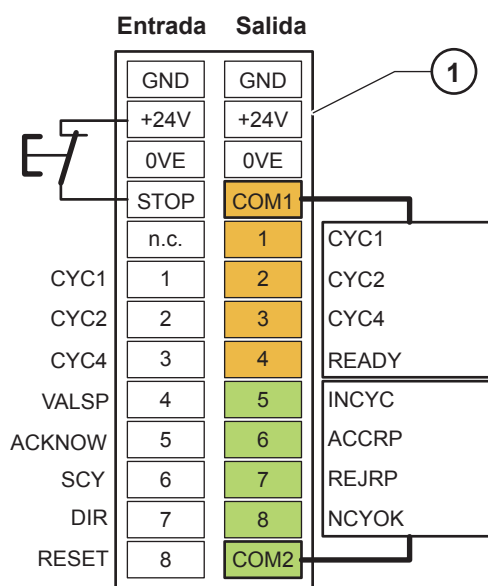 Entrada Salida
GND GND
1
+24V +24V
0VE 0VE
STOP COM1
n.c. 1 CYC1
CYC1 1 2 CYC2
CYC2 2 3 CYC4
CYC4 3 4 READY
VALSP 4 5 INCYC
ACKNOW 5 6 ACCRP
SCY 6 7 REJRP
DIR 7 8 NCYOK
RESET 8 COM2